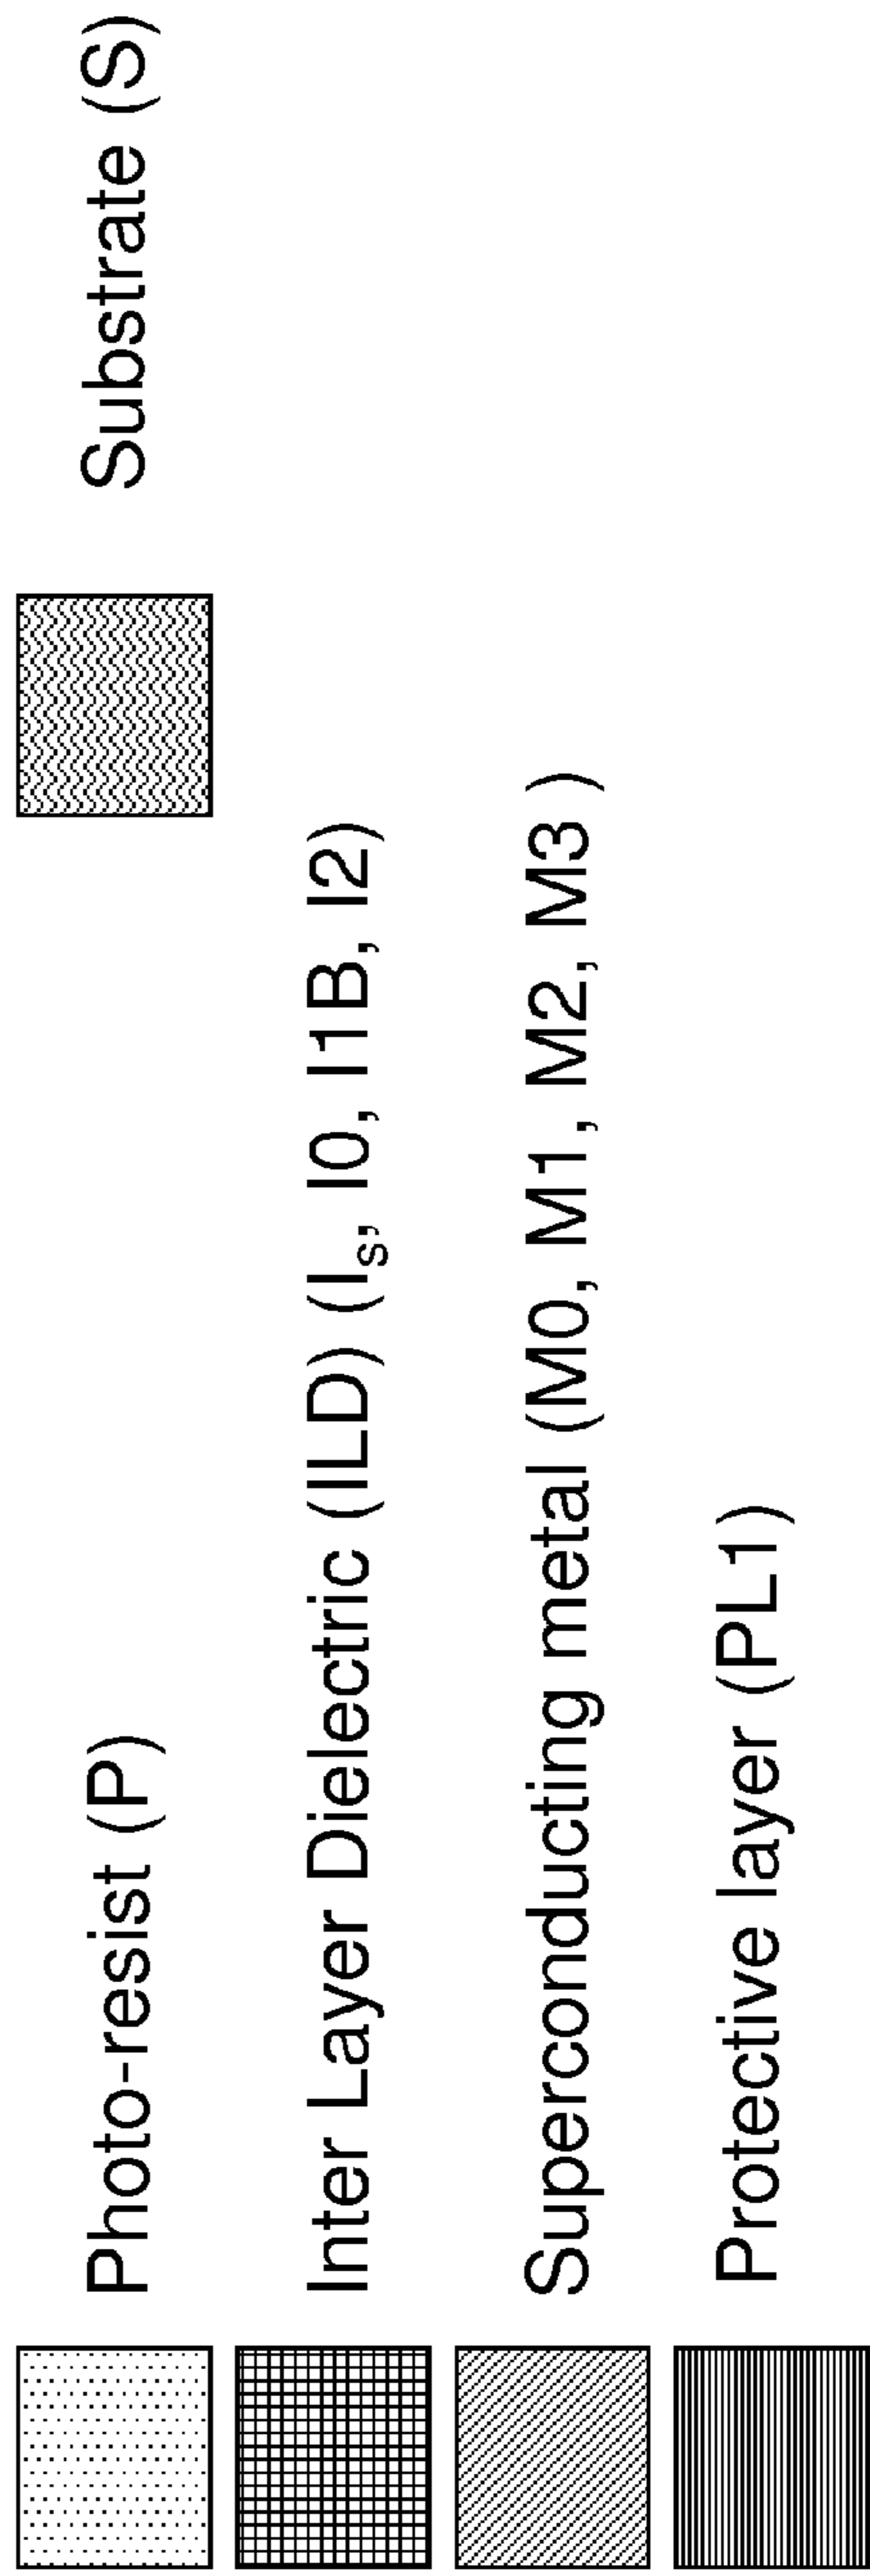 Photo-resist (P)
Substrate (S)
Inter Layer Dielectric (ILD) (Is, I0, I1B, I2)
Superconducting metal (M0, M1, M2, M3 )
Protective layer (PL1)